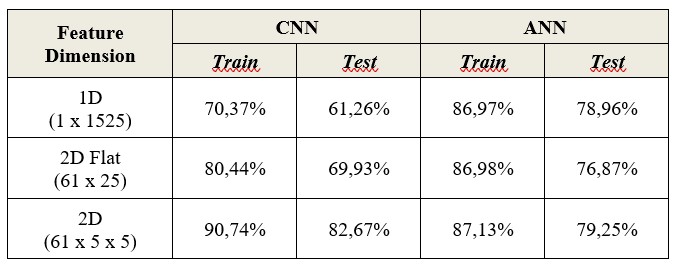 Feature Dimension CNN ANN
Train Test Train Test
1D (1 x 1525) 70,37% 61,26% 86,97% 78,96%
2D Flat (61 x 25) 80,44% 69,93% 86,98% 76,87%
2D (61 x 5 x 5) 90,74% 82,67% 87,13% 79,25%